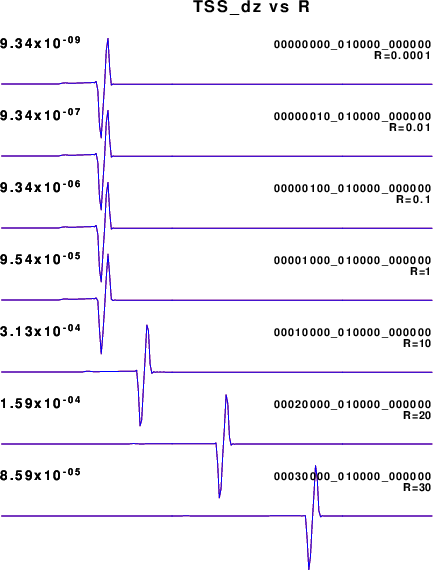 TSS_dz vs R
9.34x10-09
00000000_010000_000000
R=0.0001
9.34x10-07
00000010_010000_000000
R=0.01
9.34x10-06
00000100_010000_000000
R=0.1
9.54x10-05
00001000_010000_000000
R=1
3.13x10-04
00010000_010000_000000
R=10
1.59x10-04
00020000_010000_000000
R=20
8.59x10-05
00030000_010000_000000
R=30